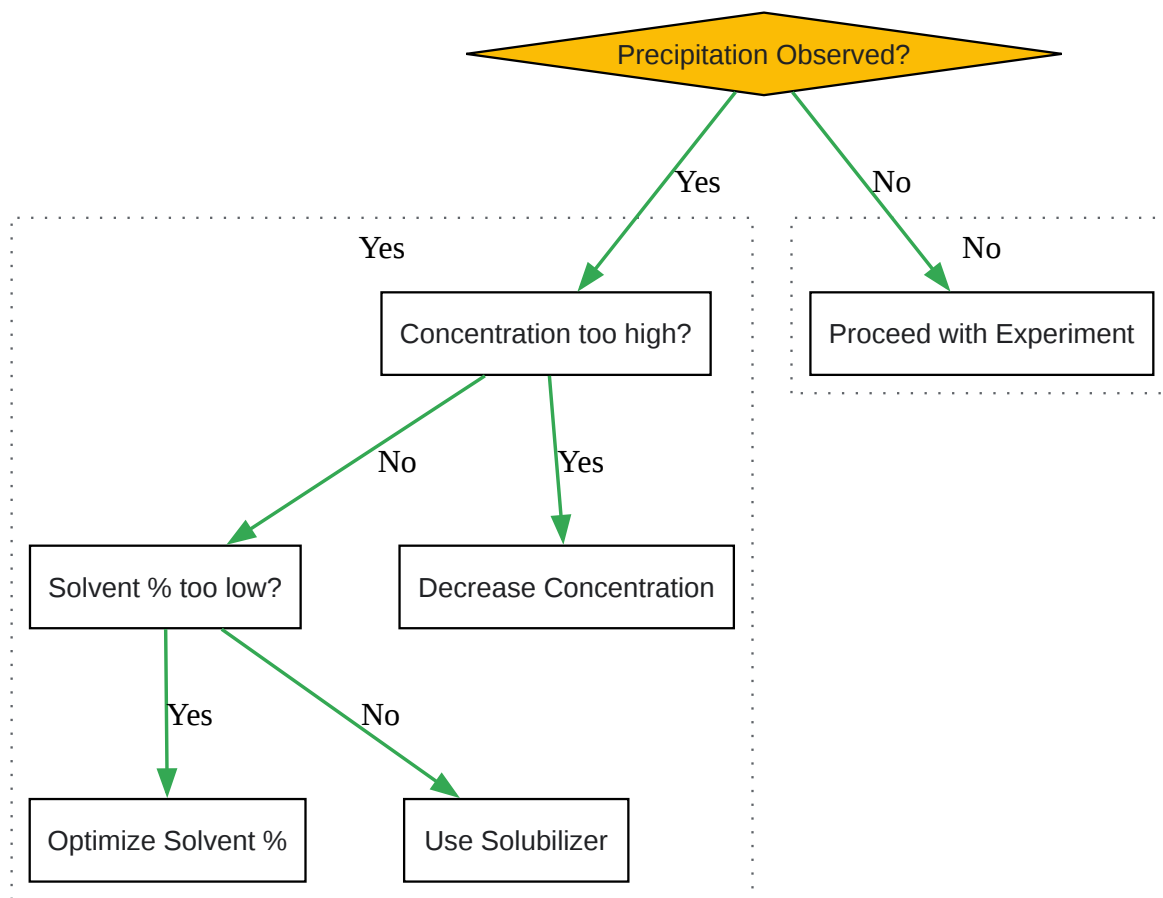 Precipitation Observed?
Yes
No
Yes
No
Concentration too high?
Proceed with Experiment
No
Yes
Solvent % too low?
Decrease Concentration
Yes
No
Optimize Solvent %
Use Solubilizer